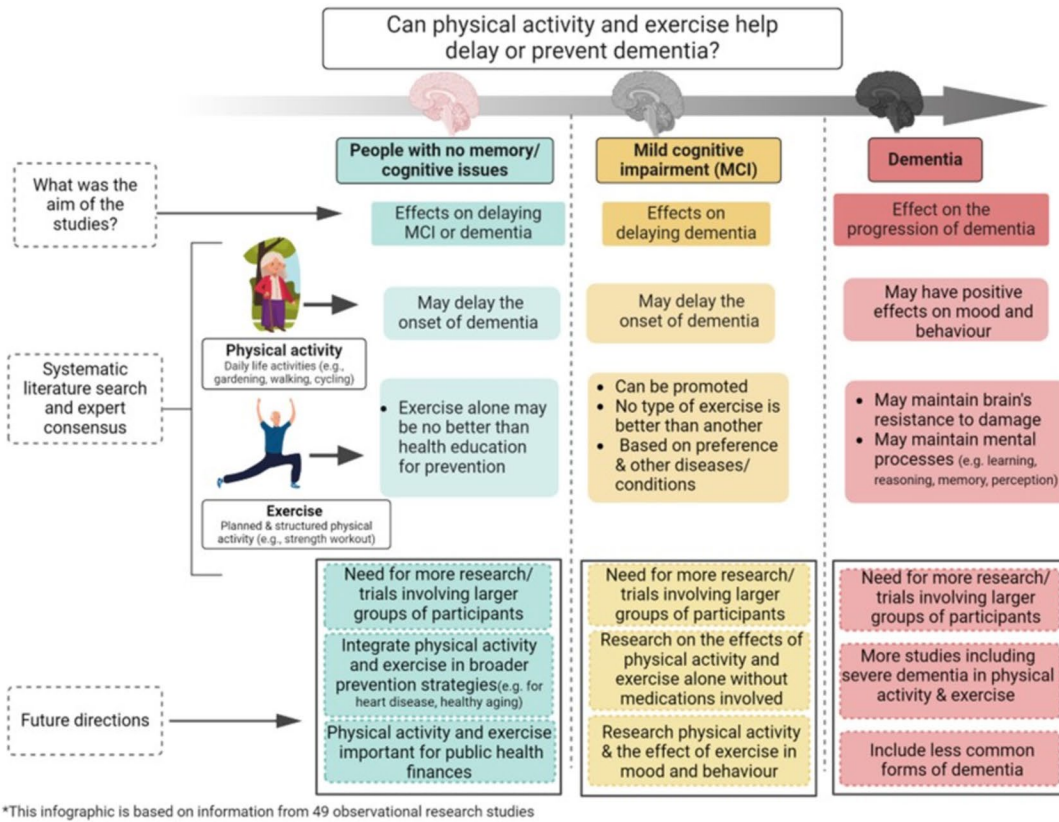 Can physical activity and exercise help
delay or prevent dementia?
People with no memory/
cognitive issues
Mild cognitive
impairment (MCI)
Dementia
What was the
aim of the
studies?
Effects on delaying
MCI or dementia
Effects on
delaying dementia
Effect on the
progression of dementia
Systematic
literature search
and expert
consensus
Physical activity
Daily life activities (e.g.,
gardening, walking, cycling)
May delay the
onset of dementia
May delay the
onset of dementia
May have positive
effects on mood and
behaviour
Exercise
Planned & structured physical
activity (e.g., strength workout)
• Exercise alone may
be no better than
health education
for prevention
• Can be promoted
• No type of exercise is
better than another
• Based on preference
& other diseases/
conditions
• May maintain brain's
resistance to damage
• May maintain mental
processes (e.g. learning,
reasoning, memory, perception)
Future directions
Need for more research/
trials involving larger
groups of participants
Integrate physical activity
and exercise in broader
prevention strategies(e.g. for
heart disease, healthy aging)
Physical activity and exercise
important for public health
finances
Need for more research/
trials involving larger
groups of participants
Research on the effects of
physical activity and
exercise alone without
medications involved
Research physical activity
& the effect of exercise in
mood and behaviour
Need for more research/
trials involving larger
groups of participants
More studies including
severe dementia in physical
activity & exercise
Include less common
forms of dementia
*This infographic is based on information from 49 observational research studies